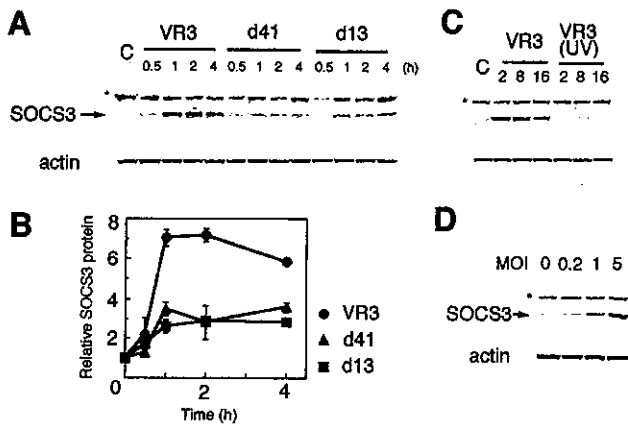 A
C VR3 d41 d13
0.5 1 2 4 0.5 1 2 4 0.5 1 2 4 (h)
*
SOCS3
actin
B
Relative SOCS3 protein
8
6
4
2
0 2 4
Time (h)
VR3
d41
d13
C
C VR3 VR3 (UV)
2 8 16 2 8 16
*
D
MOI 0 0.2 1 5
*
SOCS3
actin